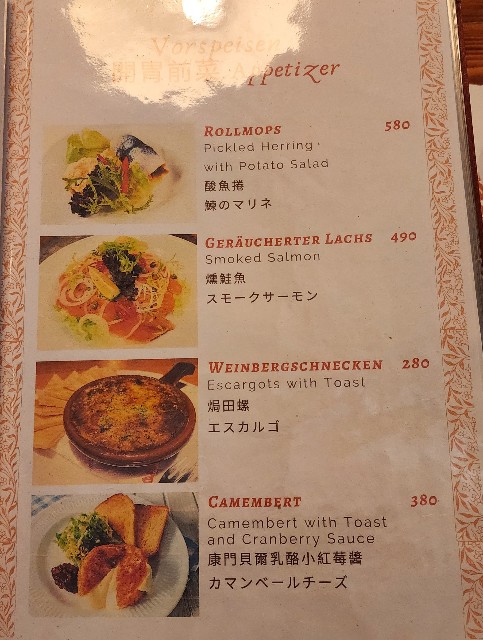 Vorspeisen
開胃前菜 Appetizer
ROLLMOPS 580
Pickled Herring
with Potato Salad
酸魚捲
鰊のマリネ
GERÄUCHERTER LACHS 490
Smoked Salmon
燻鮭魚
スモークサーモン
WEINBERGSCHNECKEN 280
Escargots with Toast
焗田螺
エスカルゴ
CAMEMBERT 380
Camembert with Toast
and Cranberry Sauce
康門貝爾乳酪小紅莓醬
カマンベールチーズ